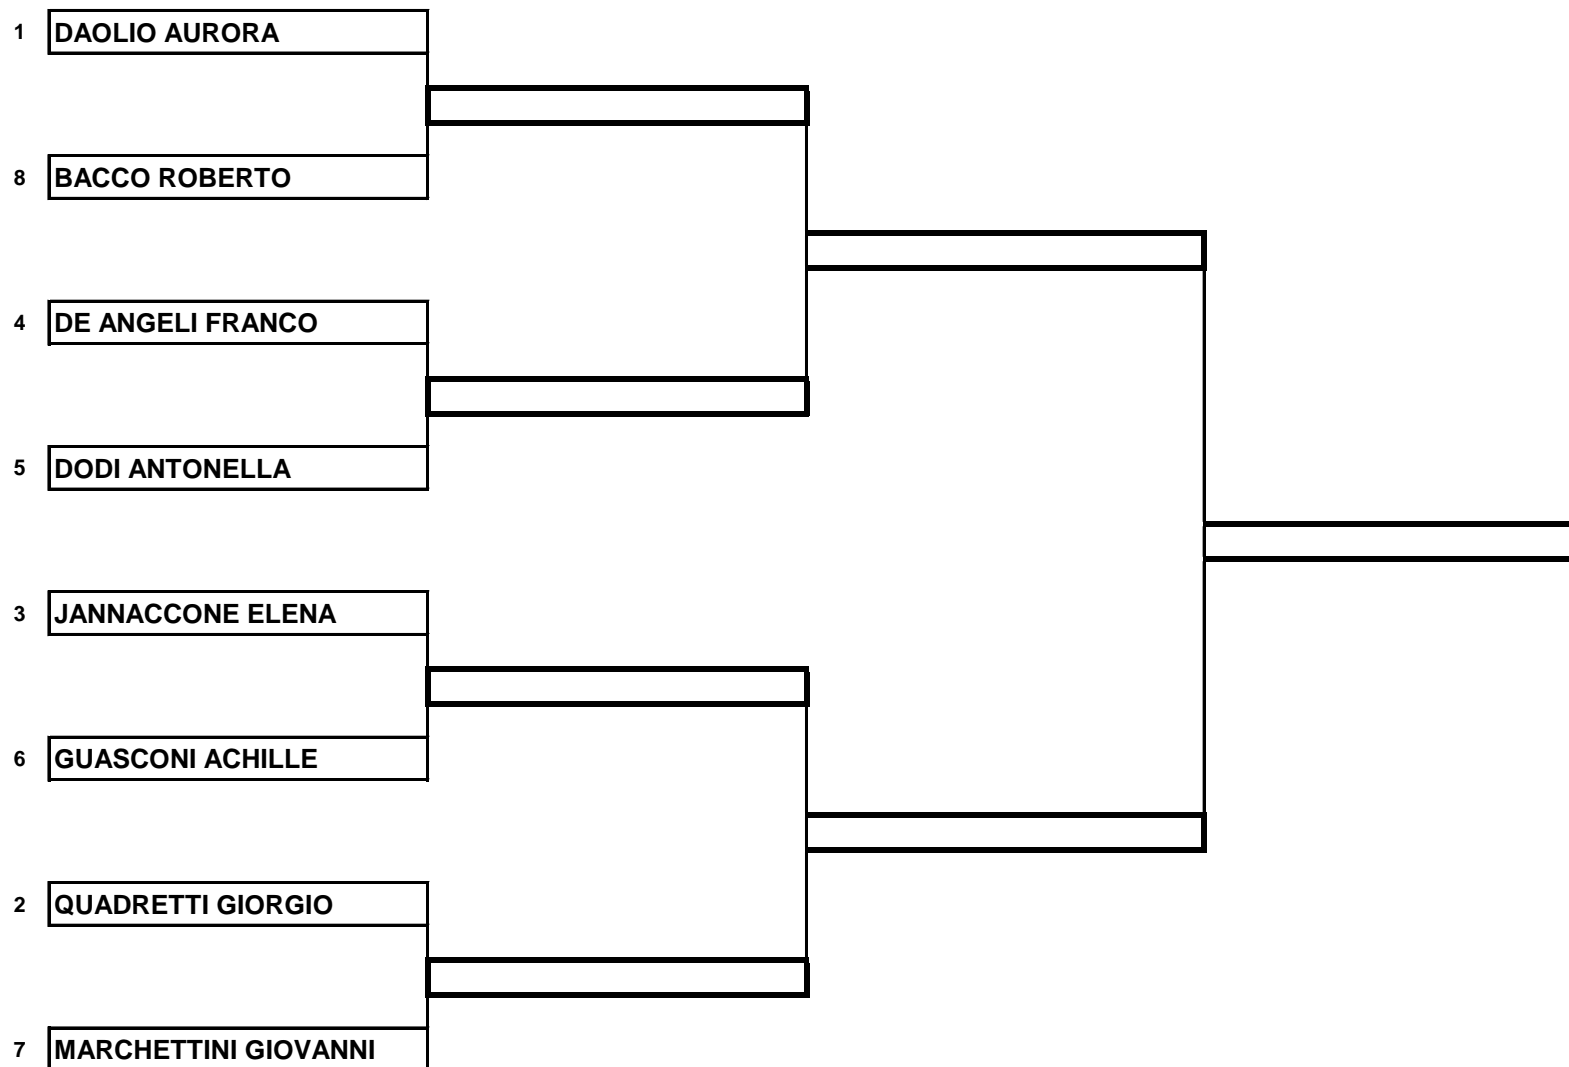 1 DAOLIO AURORA
8 BACCO ROBERTO
4 DE ANGELI FRANCO
5 DODI ANTONELLA
3 JANNACCONE ELENA
6 GUASCONI ACHILLE
2 QUADRETTI GIORGIO
7 MARCHETTINI GIOVANNI